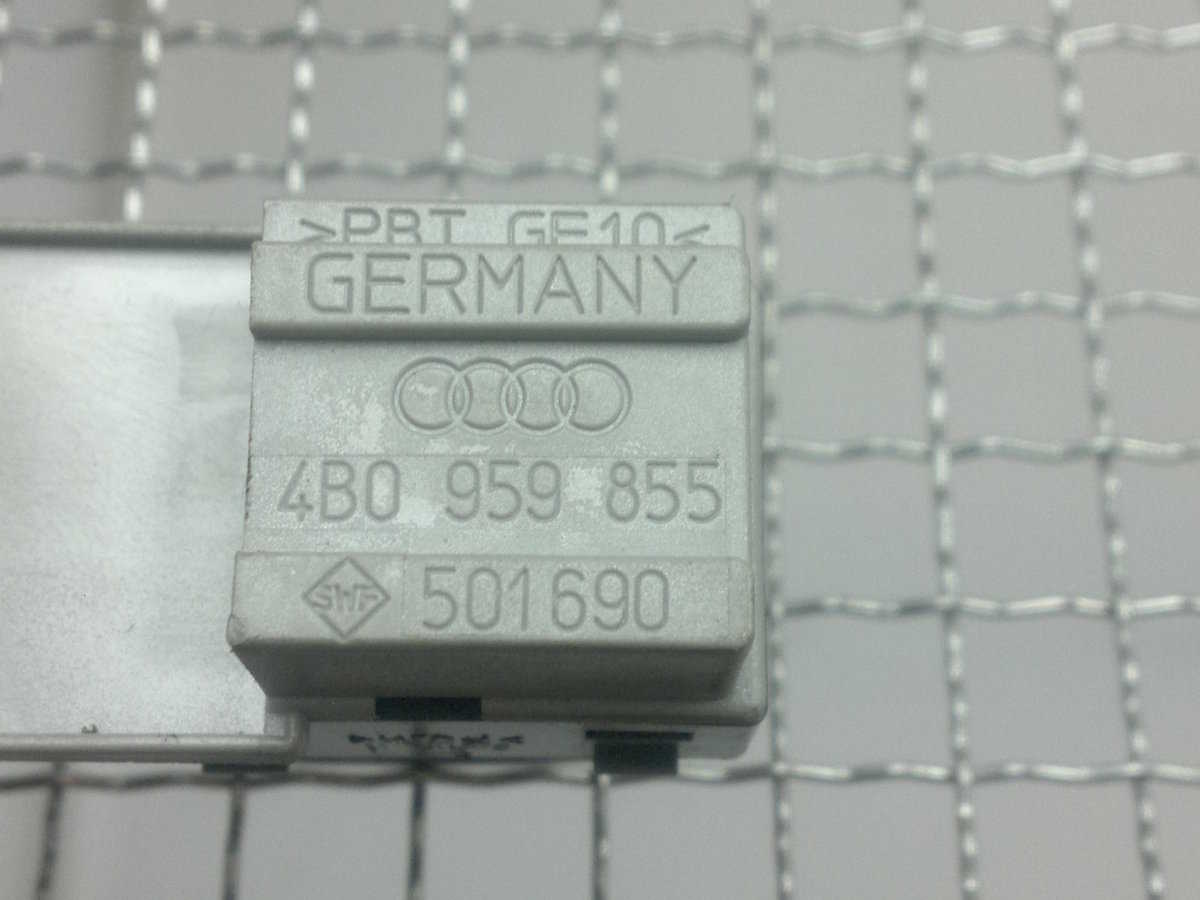 >PBT GF10<
GERMANY
4B0 959 855
SWF 501690